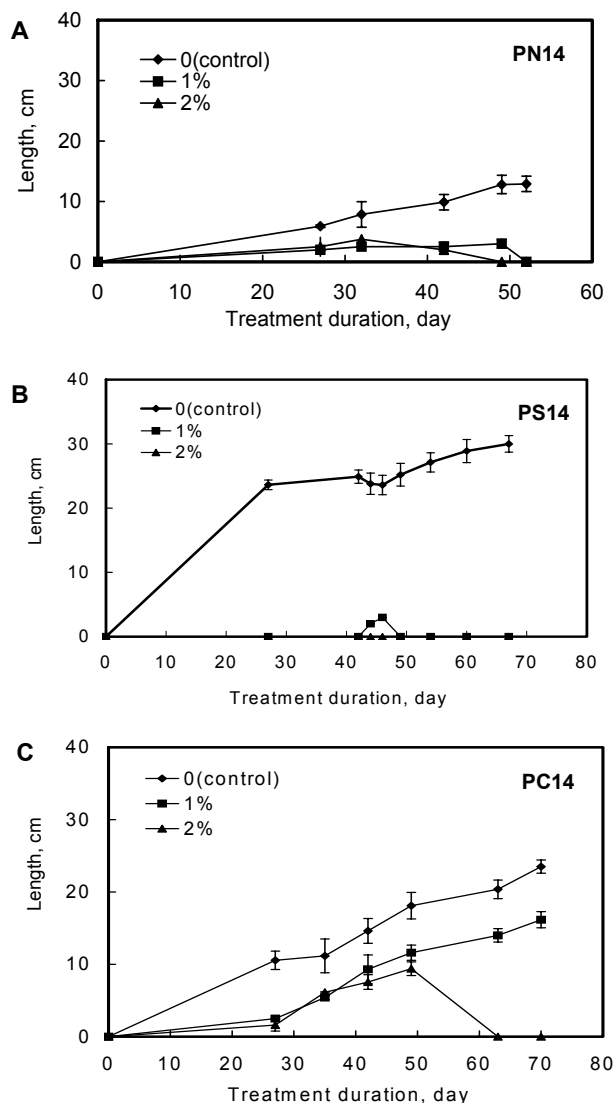 A
PN14
0(control)
1%
2%
Length, cm
40
30
20
10
0
0 10 20 30 40 50 60
Treatment duration, day
B
PS14
0(control)
1%
2%
Length, cm
40
30
20
10
0
0 10 20 30 40 50 60 70 80
Treatment duration, day
C
PC14
0(control)
1%
2%
Length, cm
40
30
20
10
0
0 10 20 30 40 50 60 70 80
Treatment duration, day